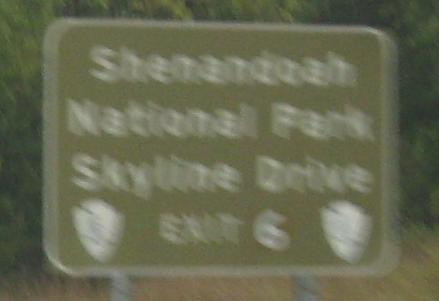 Shenandoah
National Park
Skyline Drive
EXIT 6